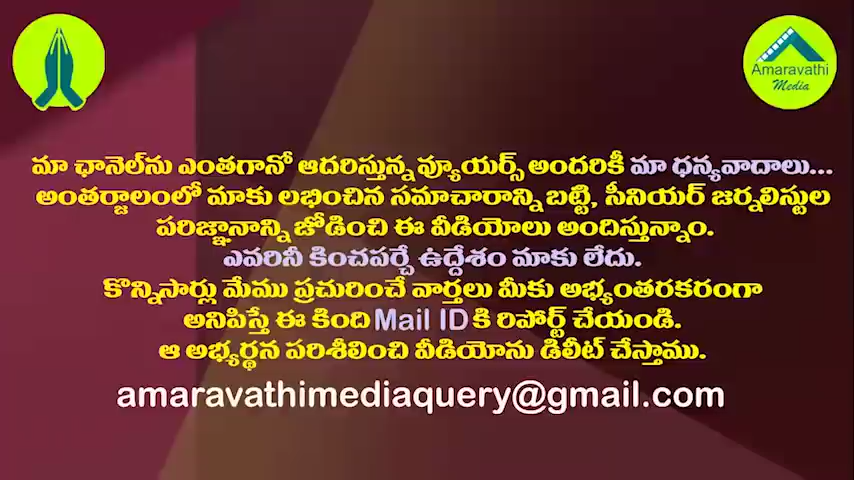 Amaravathi
Media
మా ఛానెల్‌ను ఎంతగానో ఆదరిస్తున్న వ్యూయర్స్ అందరికీ మా ధన్యవాదాలు...
అంతర్జాలంలో మాకు లభించిన సమాచారాన్ని బట్టి, సీనియర్ జర్నలిస్టుల
పరిజ్ఞానాన్ని జోడించి ఈ వీడియోలు అందిస్తున్నాం.
ఎవరినీ కించపర్చే ఉద్దేశం మాకు లేదు.
కొన్నిసార్లు మేము ప్రచురించే వార్తలు మీకు అభ్యంతరకరంగా
అనిపిస్తే ఈ కింది Mail ID కి రిపోర్ట్ చేయండి.
ఆ అభ్యర్థన పరిశీలించి వీడియోను డిలీట్ చేస్తాము.
amaravathimediaquery@gmail.com